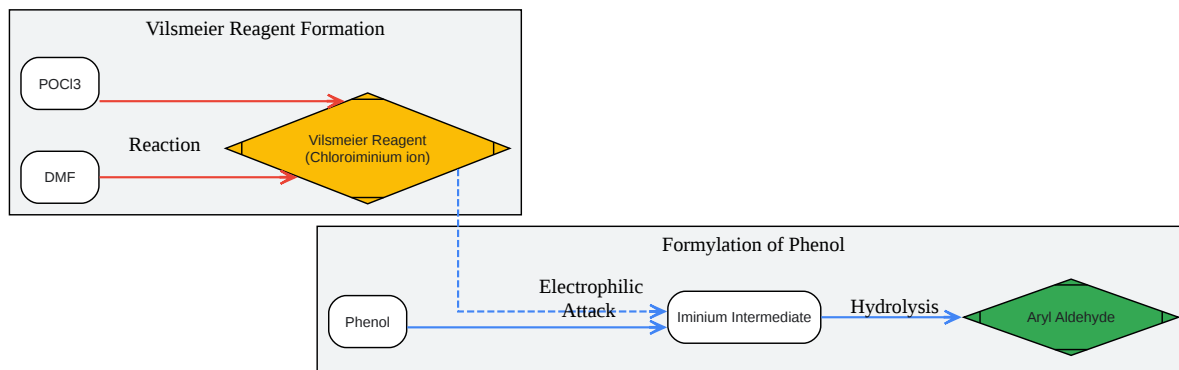 Vilsmeier Reagent Formation
POCl3
Reaction
Vilsmeier Reagent
(Chloroiminium ion)
DMF
Formylation of Phenol
Electrophilic
Attack
Phenol
Iminium Intermediate
Hydrolysis
Aryl Aldehyde